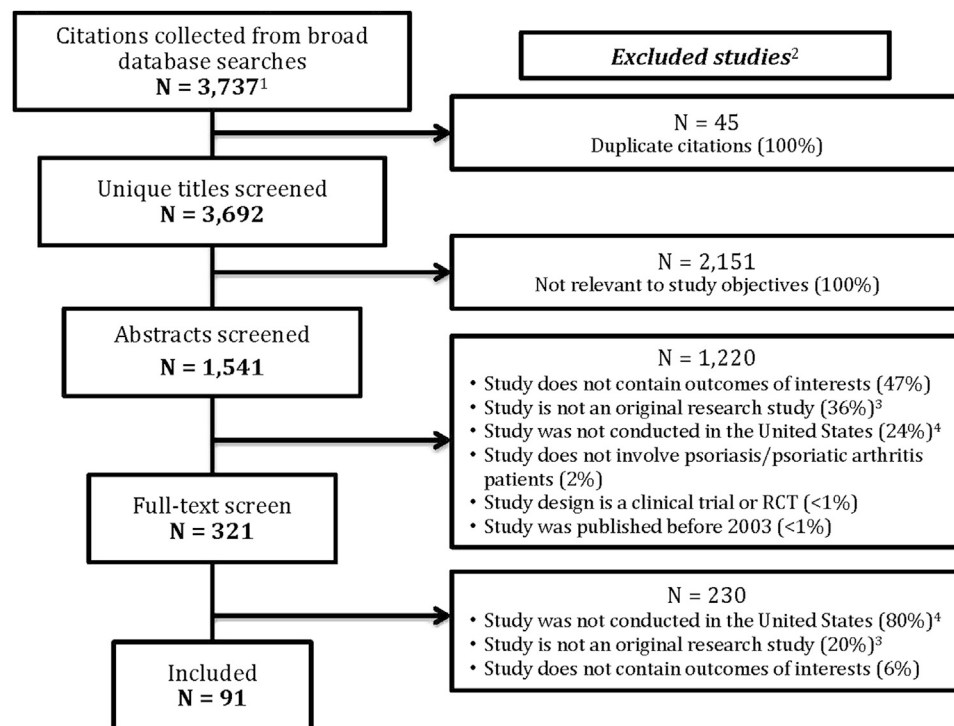 Citations collected from broad
database searches
N = 3,737¹
Excluded studies²
N = 45
Duplicate citations (100%)
Unique titles screened
N = 3,692
N = 2,151
Not relevant to study objectives (100%)
Abstracts screened
N = 1,541
N = 1,220
• Study does not contain outcomes of interests (47%)
• Study is not an original research study (36%)³
• Study was not conducted in the United States (24%)⁴
• Study does not involve psoriasis/psoriatic arthritis
patients (2%)
• Study design is a clinical trial or RCT (<1%)
• Study was published before 2003 (<1%)
Full-text screen
N = 321
N = 230
• Study was not conducted in the United States (80%)⁴
• Study is not an original research study (20%)³
• Study does not contain outcomes of interests (6%)
Included
N = 91